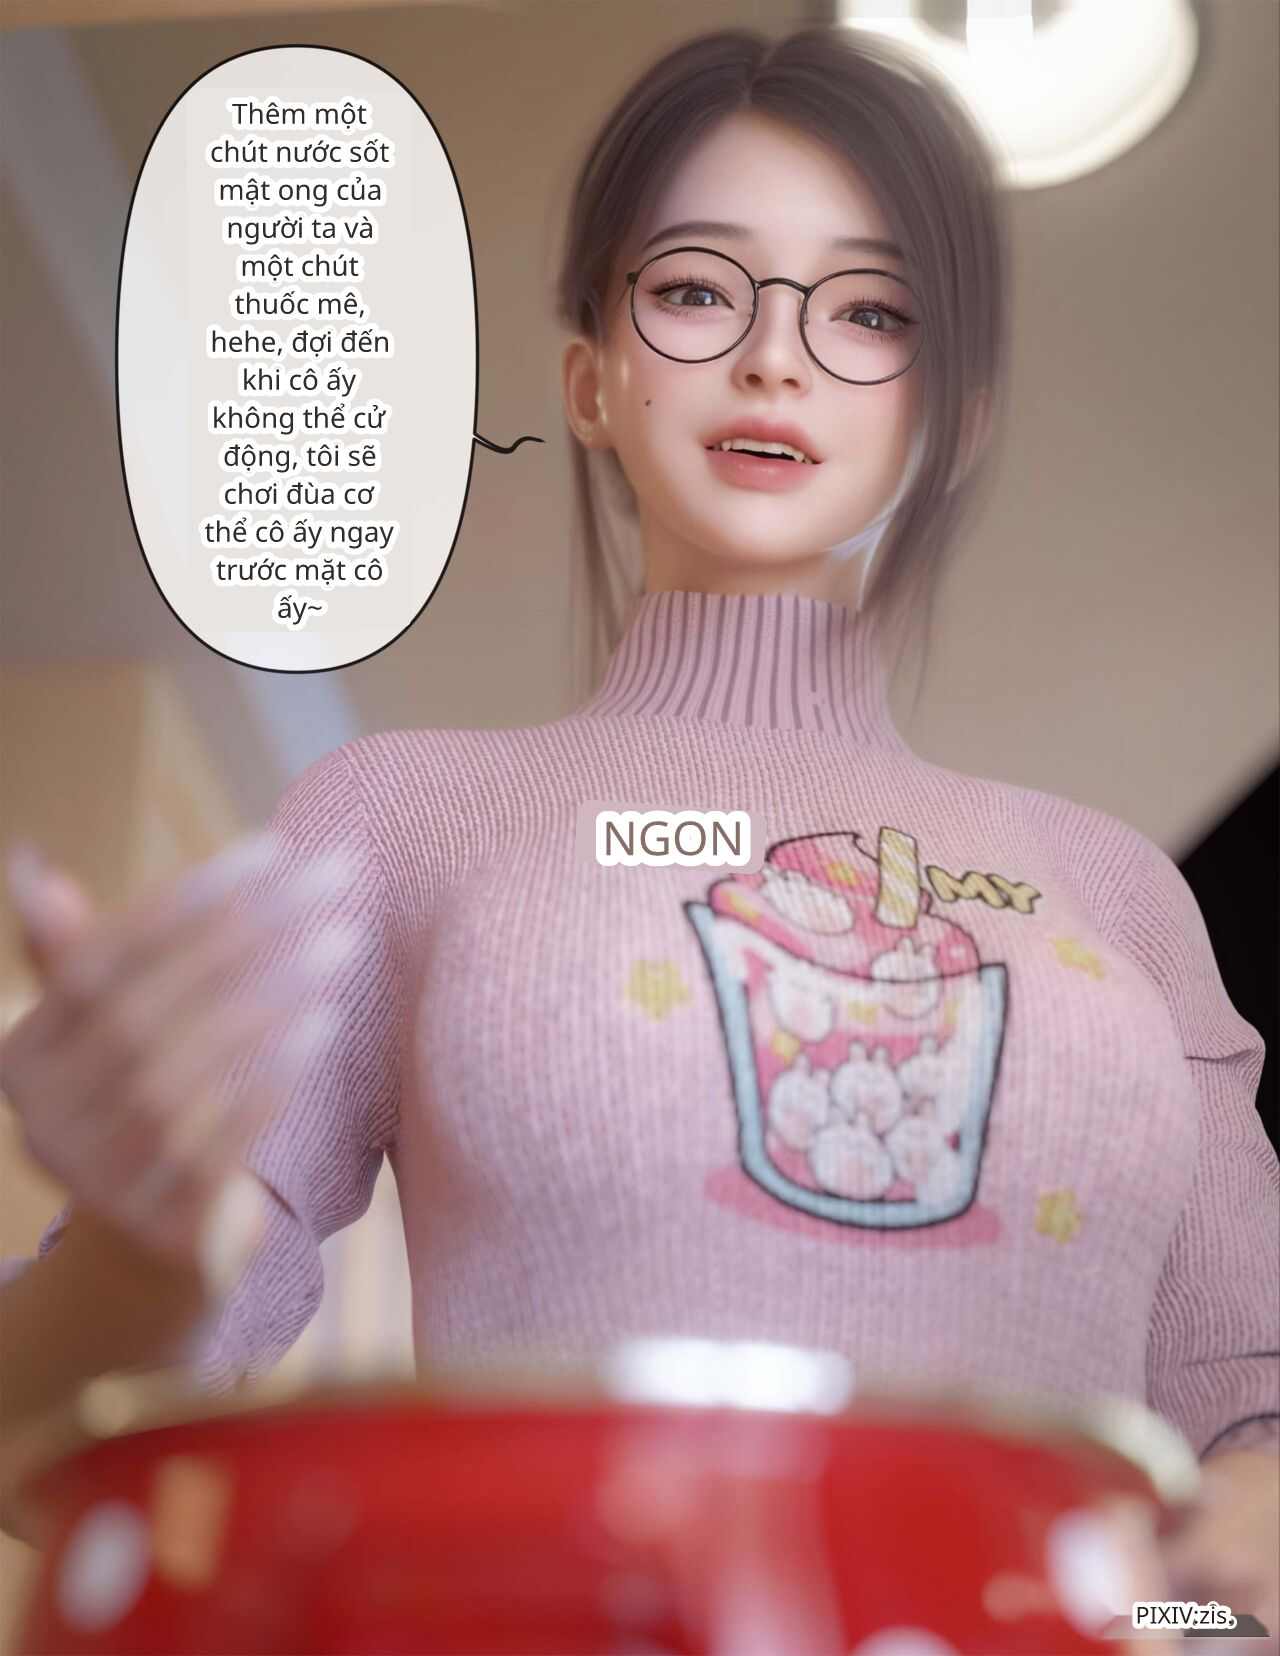 Thêm một
chút nước sốt
mật ong của
người ta và
một chút
thuốc mê,
hehe, đợi đến
khi cô ấy
không thể cử
động, tôi sẽ
chơi đùa cơ
thể cô ấy ngay
trước mặt cô
ấy~
NGON
MY
PIXIV:zis.